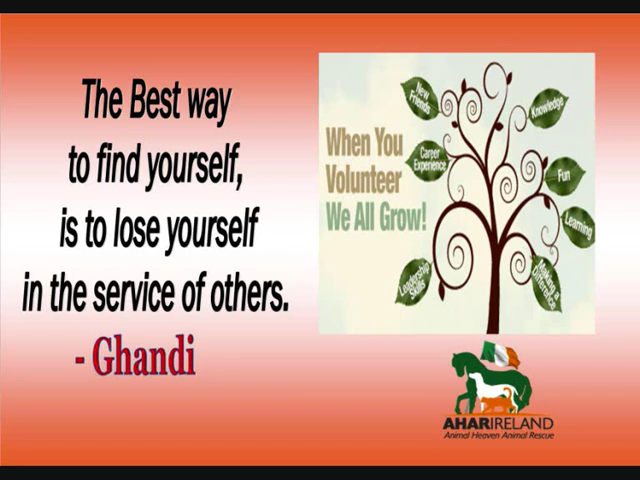 The Best way
to find yourself,
is to lose yourself
in the service of others.
- Ghandi
When You
Volunteer
We All Grow!
New
Friends
Knowledge
Career
Experience
Fun
Learning
Leadership
Skills
Making a
Difference
AHARIRELAND
Animal Heaven Animal Rescue